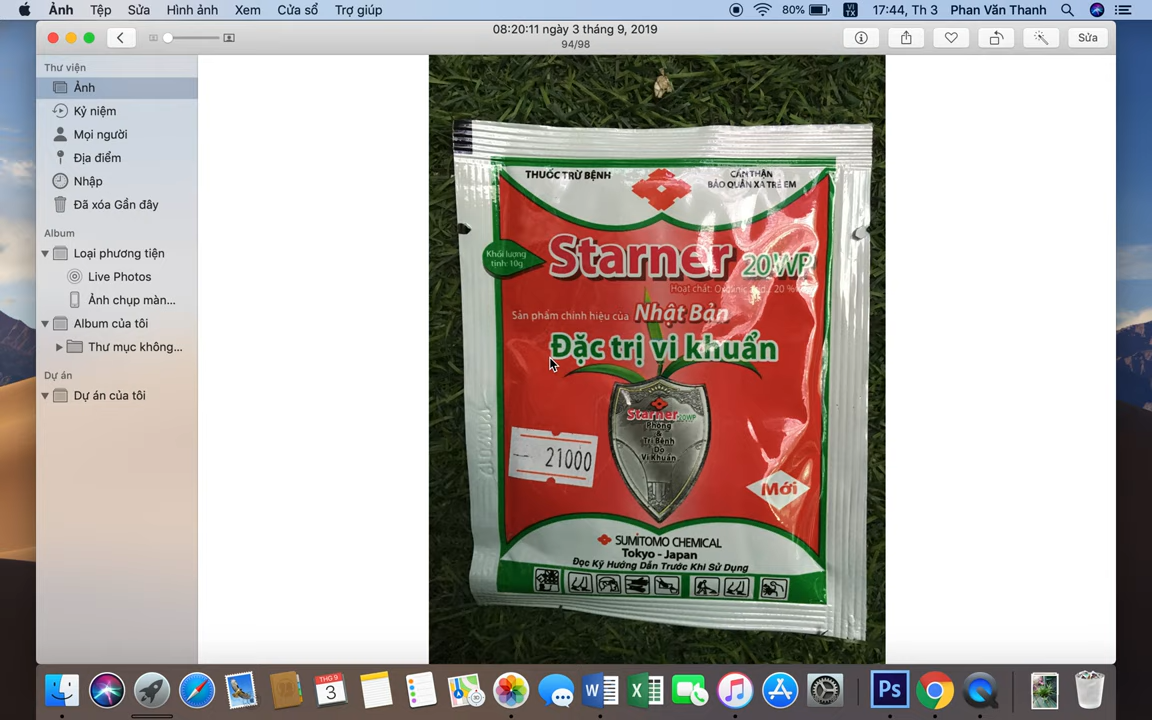 Ảnh Tệp Sửa Hình ảnh Xem Cửa sổ Trợ giúp 80% VI TX 17:44, Th 3 Phan Văn Thanh
08:20:11 ngày 3 tháng 9, 2019
94/98
Sửa
Thư viện
Ảnh
Kỷ niệm
Mọi người
Địa điểm
Nhập
Đã xóa Gần đây
Album
Loại phương tiện
Live Photos
Ảnh chụp màn...
Album của tôi
Thư mục không...
Dự án
Dự án của tôi
THUỐC TRỪ BỆNH
CẨN THẬN
BẢO QUẢN XA TRẺ EM
Khối lượng
tịnh: 10g
Starner 20WP
Hoạt chất: 20 %
Sản phẩm chính hiệu của Nhật Bản
Đặc trị vi khuẩn
Starner 20WP
Phòng
&
Trị Bệnh
Do
Vi Khuẩn
21000
Mới
SUMITOMO CHEMICAL
Tokyo - Japan
Đọc Kỹ Hướng Dẫn Trước Khi Sử Dụng
THG 9
3
W
X
Ps